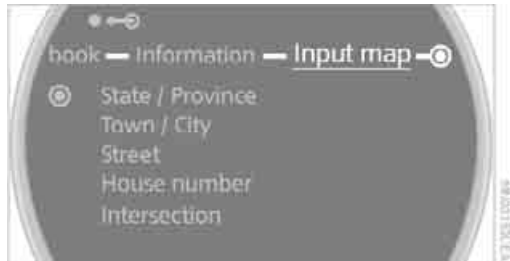 book Information Input map
State / Province
Town / City
Street
House number
Intersection